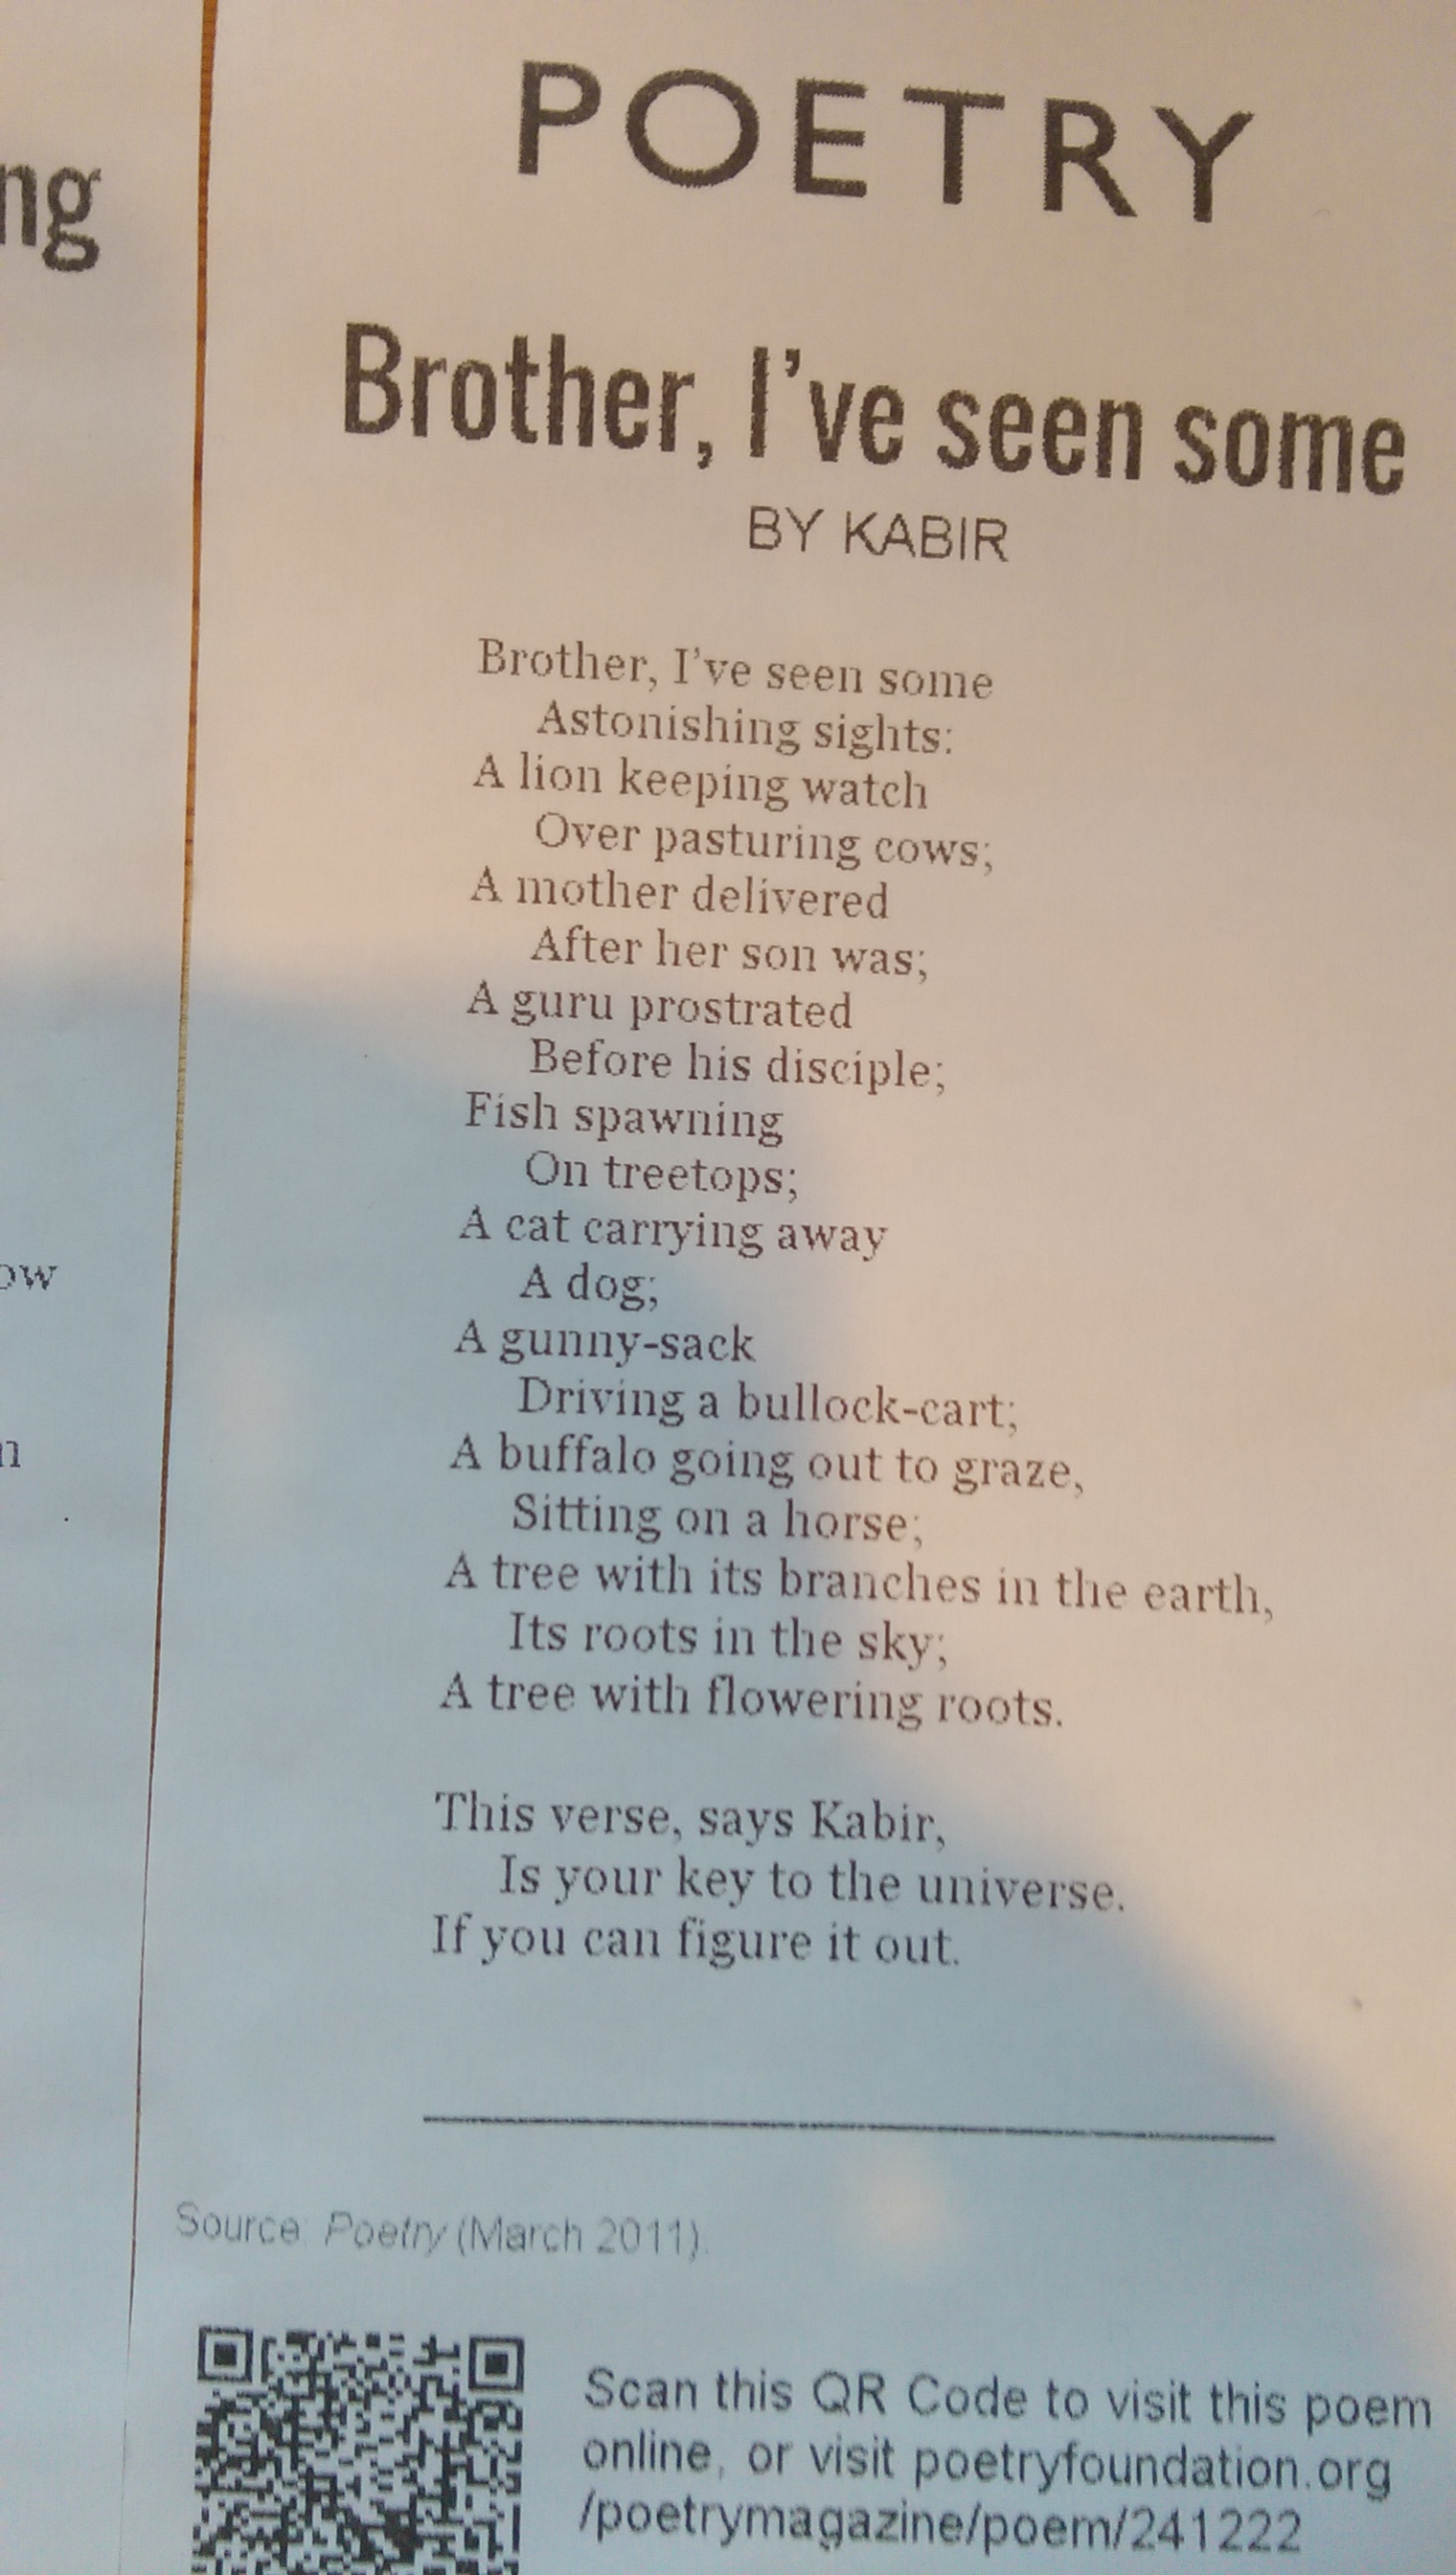 ng
ow
n
POETRY
Brother, I've seen some
BY KABIR
Brother, I've seen some
Astonishing sights:
A lion keeping watch
Over pasturing cows;
A mother delivered
After her son was;
A guru prostrated
Before his disciple;
Fish spawning
On treetops;
A cat carrying away
A dog;
A gunny-sack
Driving a bullock-cart;
A buffalo going out to graze,
Sitting on a horse;
A tree with its branches in the earth,
Its roots in the sky;
A tree with flowering roots.
This verse, says Kabir,
Is your key to the universe.
If you can figure it out.
Source: Poetry (March 2011).
Scan this QR Code to visit this poem
online, or visit poetryfoundation.org
/poetrymagazine/poem/241222